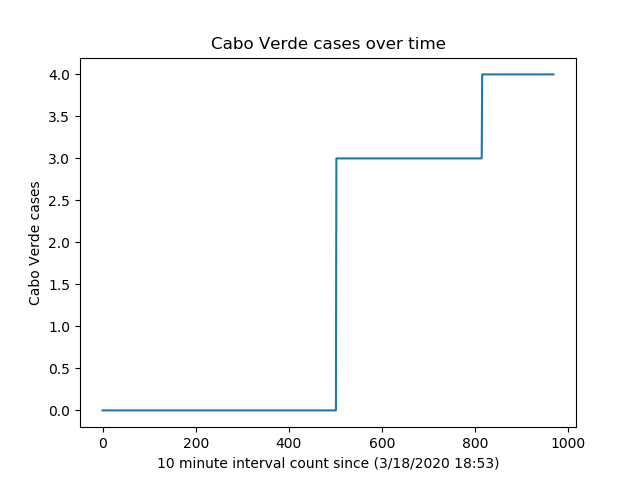 Cabo Verde cases over time
4.0
3.5
3.0
2.5
2.0
1.5
1.0
0.5
0.0
Cabo Verde cases
0 200 400 600 800 1000
10 minute interval count since (3/18/2020 18:53)